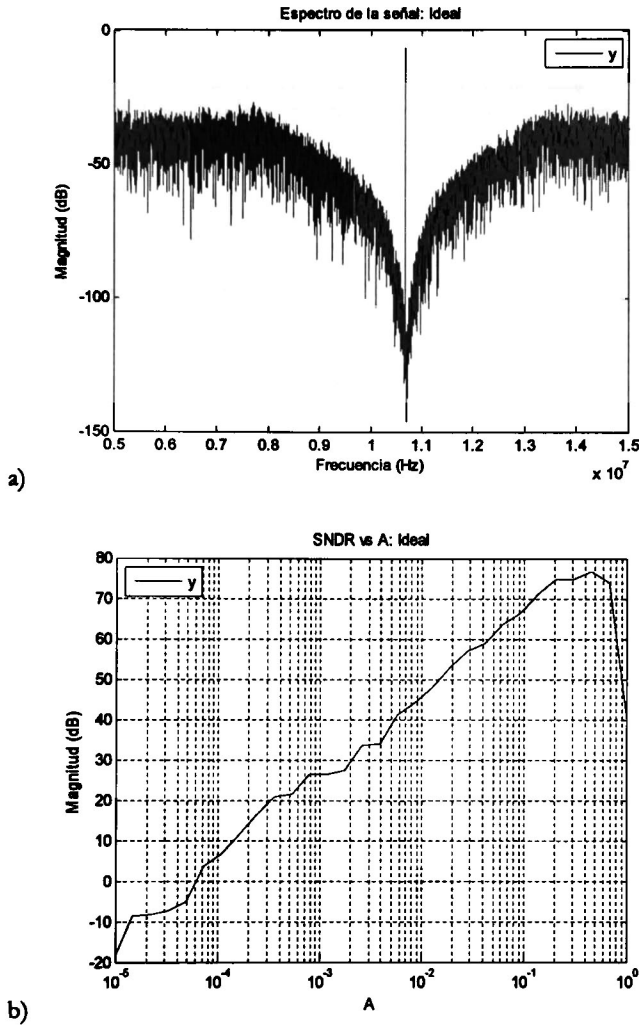 Espectro de la señal: Ideal
0
y
-50
Magnitud (dB)
-100
-150
0.5 0.6 0.7 0.8 0.9 1 1.1 1.2 1.3 1.4 1.5
Frecuencia (Hz)
x 10^7
a)
SNDR vs A: Ideal
80
y
70
60
50
40
30
Magnitud (dB)
20
10
0
-10
-20
10^-5 10^-4 10^-3 10^-2 10^-1 10^0
A
b)